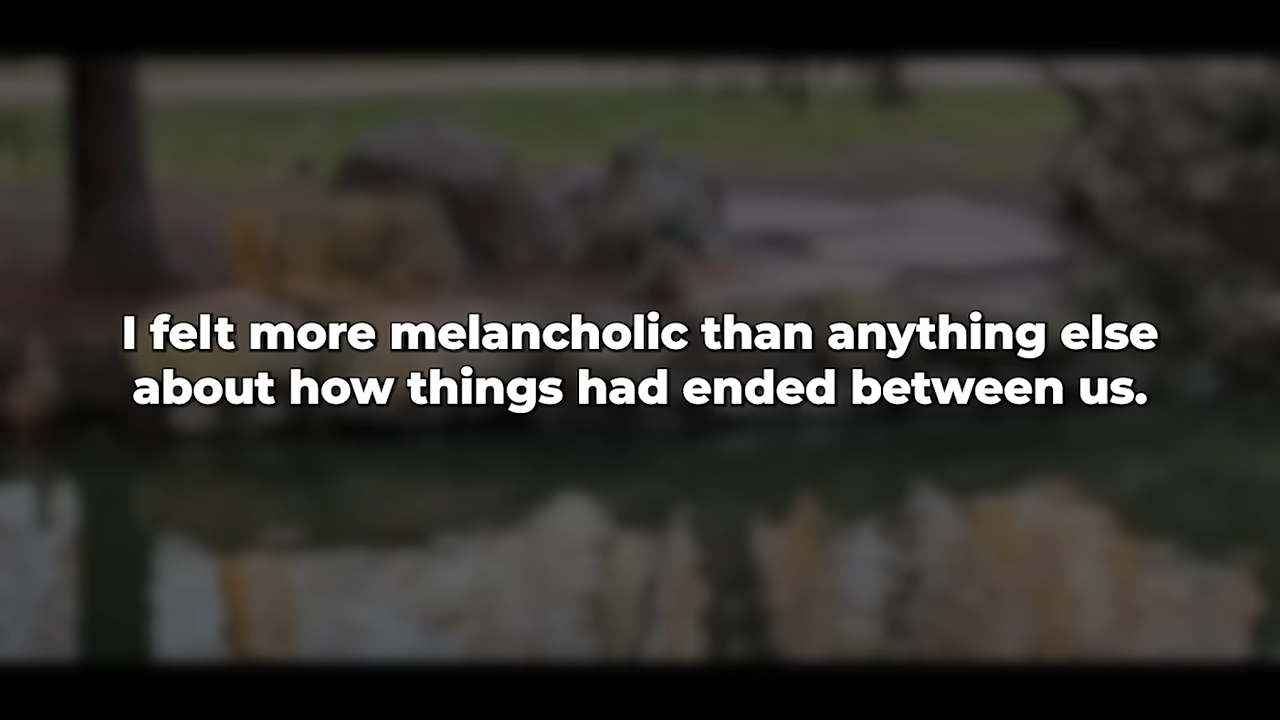 I felt more melancholic than anything else
about how things had ended between us.